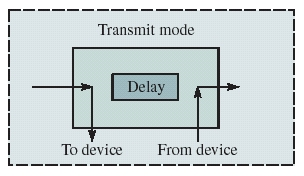 Transmit mode
Delay
To device From device